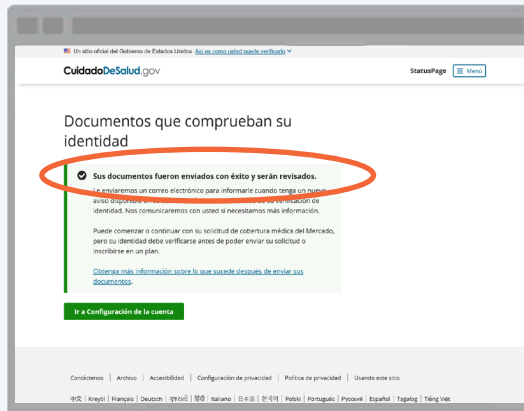 Un sitio oficial del Gobierno de Estados Unidos Así es como usted puede verificarlo
CuidadoDeSalud.gov
StatusPage Menú
Documentos que comprueban su
identidad
Sus documentos fueron enviados con éxito y serán revisados.
Le enviaremos un correo electrónico para informarle cuando tenga un nuevo
aviso disponible en verificación de
identidad. Nos comunicaremos con usted si necesitamos más información.
Puede comenzar o continuar con su solicitud de cobertura médica del Mercado,
pero su identidad debe verificarse antes de poder enviar su solicitud o
inscribirse en un plan.
Obtenga más información sobre lo que sucede después de enviar sus
documentos.
Ir a Configuración de la cuenta
Contáctenos | Archivo | Accesibilidad | Configuración de privacidad | Política de privacidad | Usando este sitio
中文 | Kreyòl | Français | Deutsch | ગુજરાતી | हिंदी | Italiano | 日本語 | 한국어 | Polski | Português | Русский | Español | Tagalog | Tiếng Việt